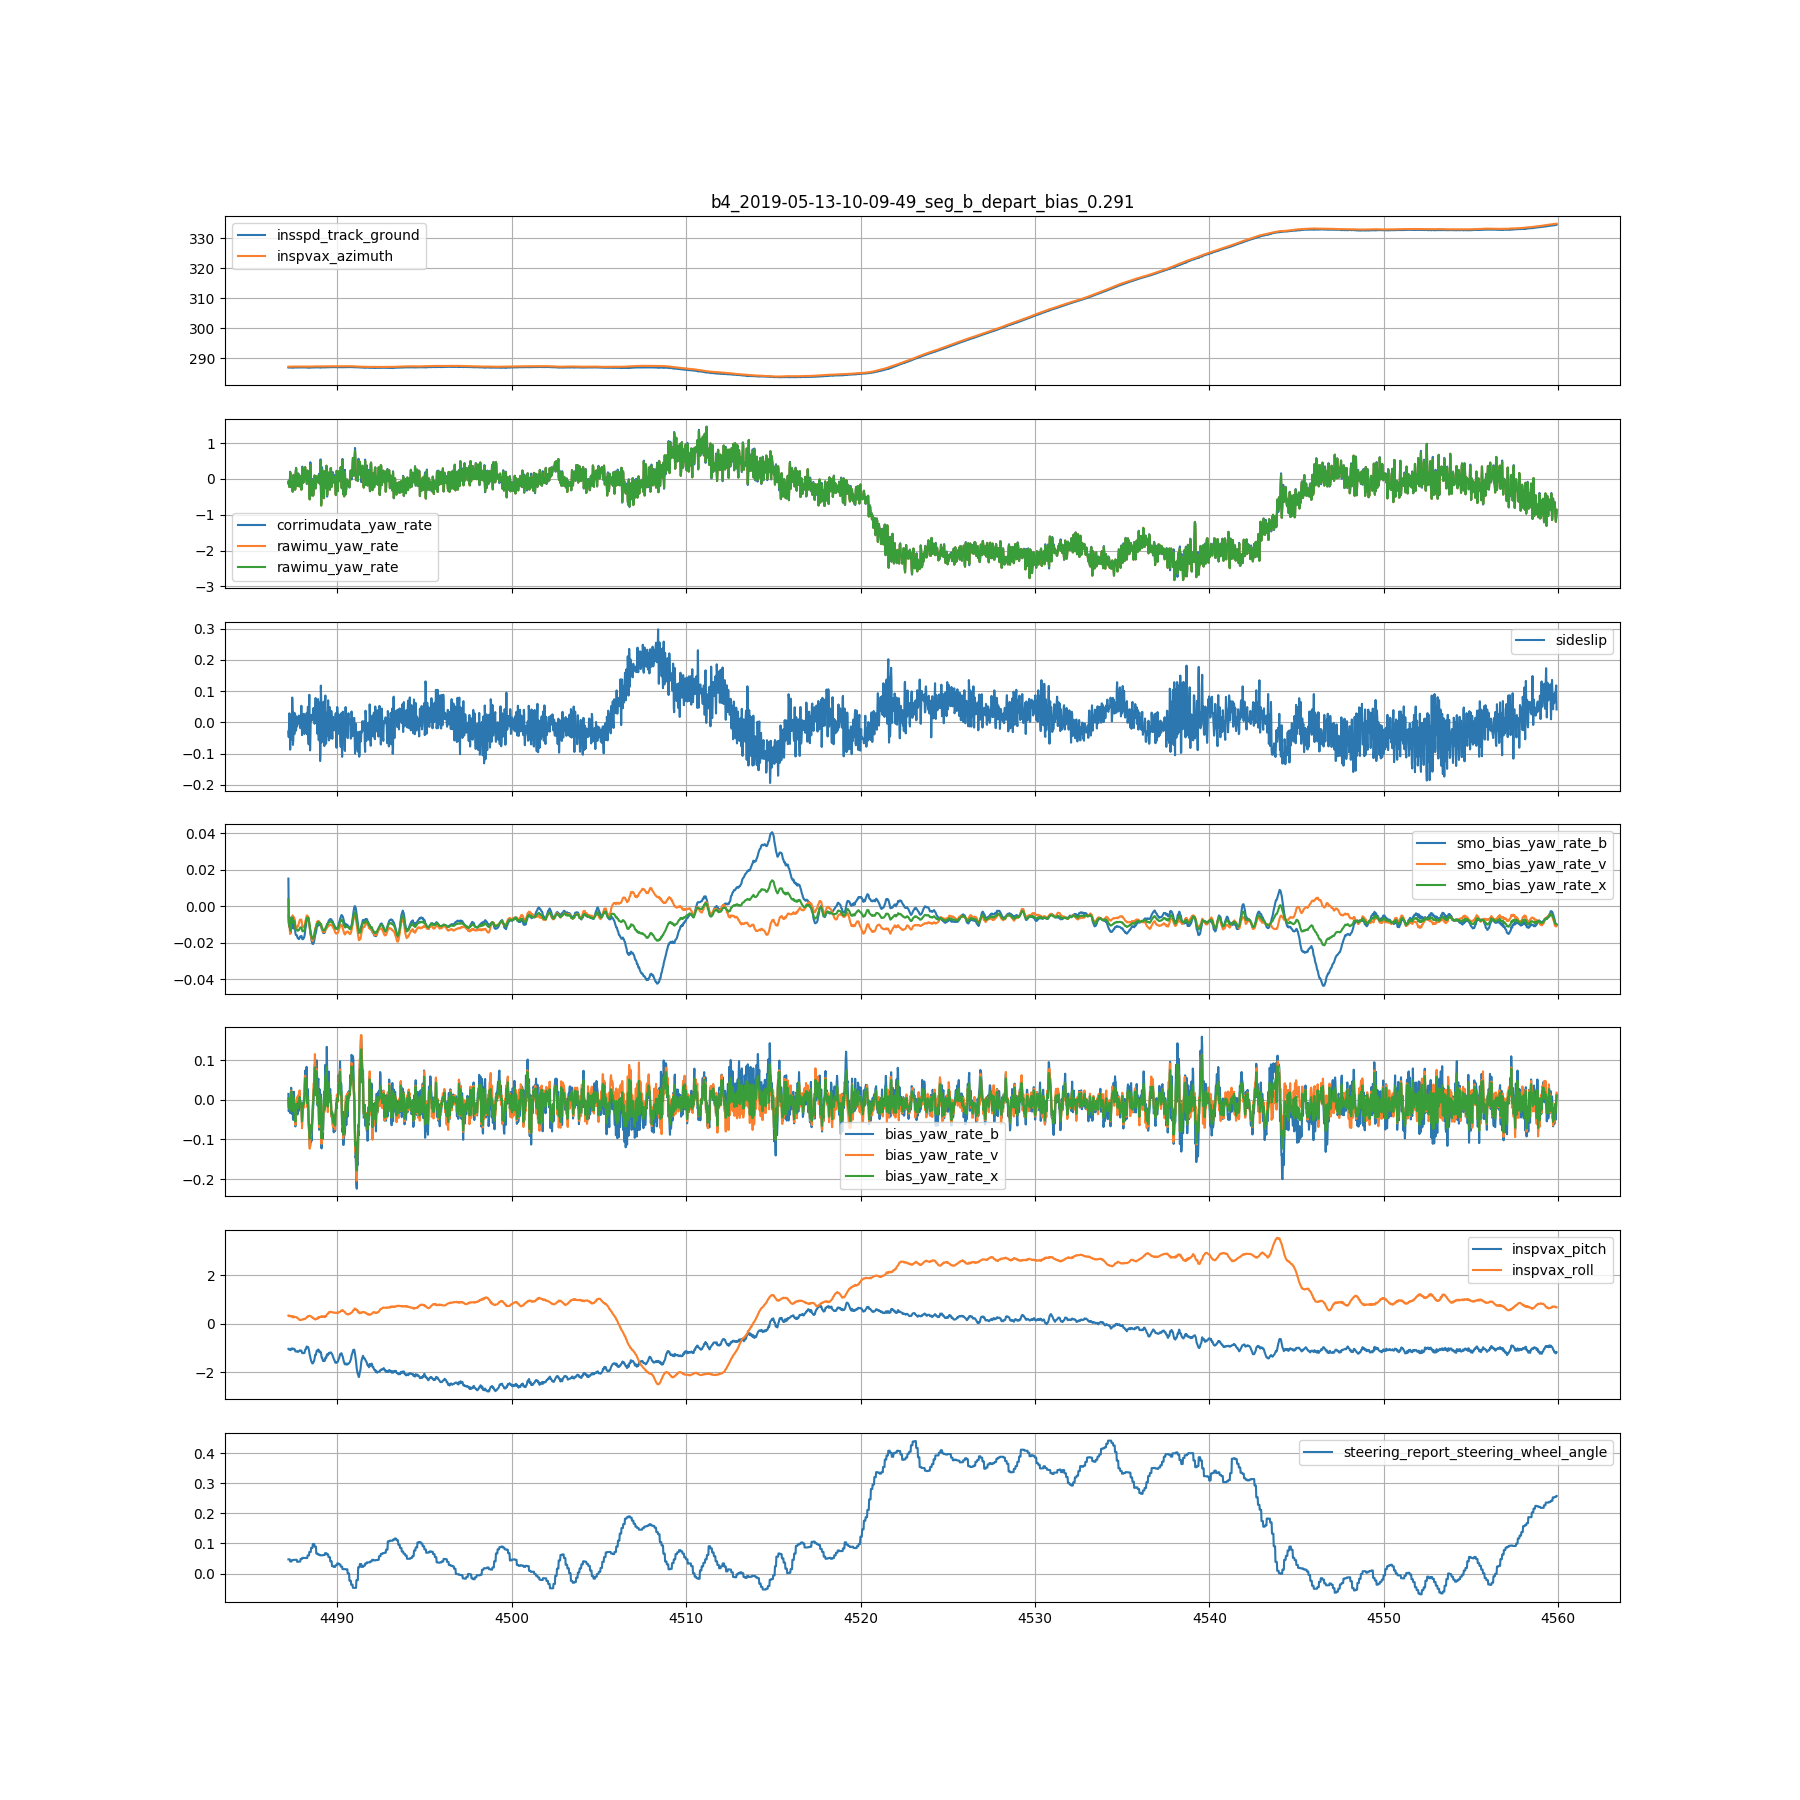 b4_2019-05-13-10-09-49_seg_b_depart_bias_0.291
330
320
310
300
290
insspd_track_ground
inspvax_azimuth
1
0
−1
−2
−3
corrimudata_yaw_rate
rawimu_yaw_rate
rawimu_yaw_rate
0.3
0.2
0.1
0.0
−0.1
−0.2
sideslip
0.04
0.02
0.00
−0.02
−0.04
smo_bias_yaw_rate_b
smo_bias_yaw_rate_v
smo_bias_yaw_rate_x
0.1
0.0
−0.1
−0.2
bias_yaw_rate_b
bias_yaw_rate_v
bias_yaw_rate_x
2
0
−2
inspvax_pitch
inspvax_roll
0.4
0.3
0.2
0.1
0.0
steering_report_steering_wheel_angle
4490 4500 4510 4520 4530 4540 4550 4560